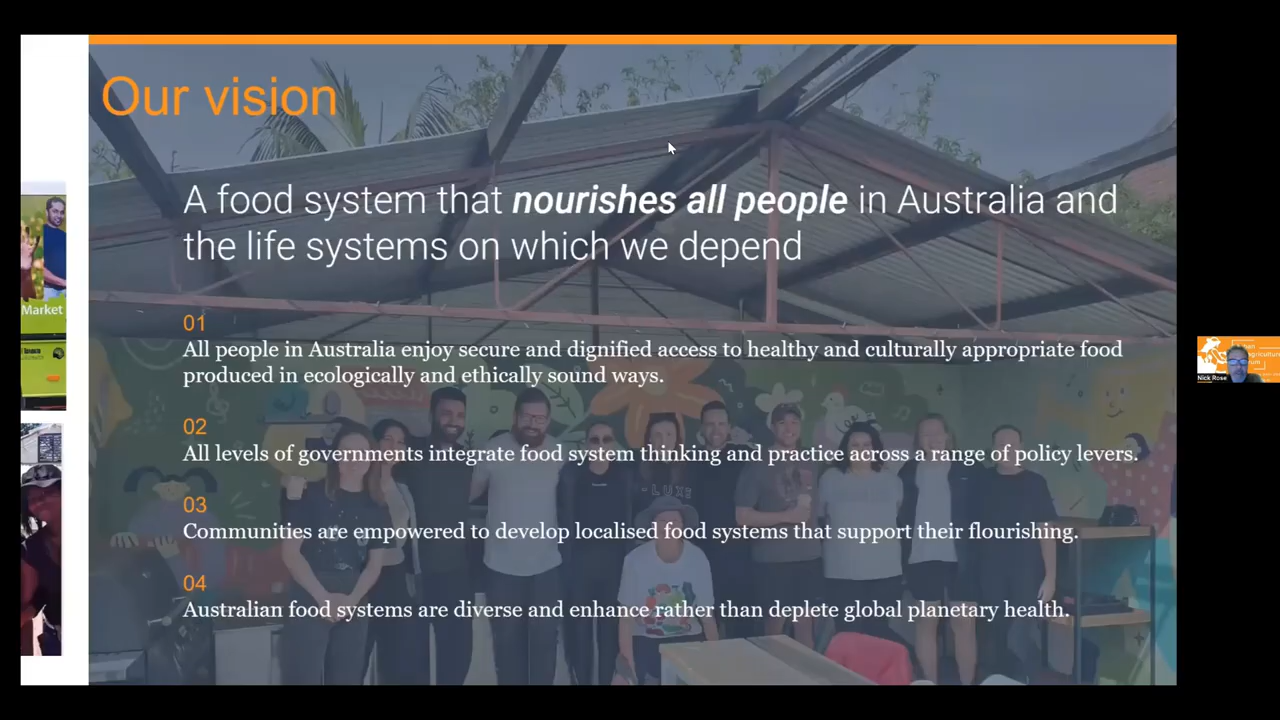 Our vision
A food system that nourishes all people in Australia and
the life systems on which we depend
01
All people in Australia enjoy secure and dignified access to healthy and culturally appropriate food
produced in ecologically and ethically sound ways.
02
All levels of governments integrate food system thinking and practice across a range of policy levers.
03
Communities are empowered to develop localised food systems that support their flourishing.
04
Australian food systems are diverse and enhance rather than deplete global planetary health.
Market
-LUXE
Nick Rose